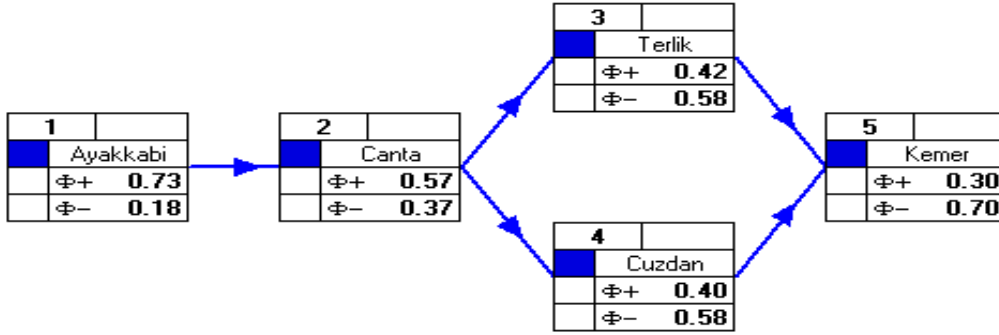 1
Ayakkabi
Φ+ 0.73
Φ- 0.18
2
Canta
Φ+ 0.57
Φ- 0.37
3
Terlik
Φ+ 0.42
Φ- 0.58
4
Cuzdan
Φ+ 0.40
Φ- 0.58
5
Kemer
Φ+ 0.30
Φ- 0.70